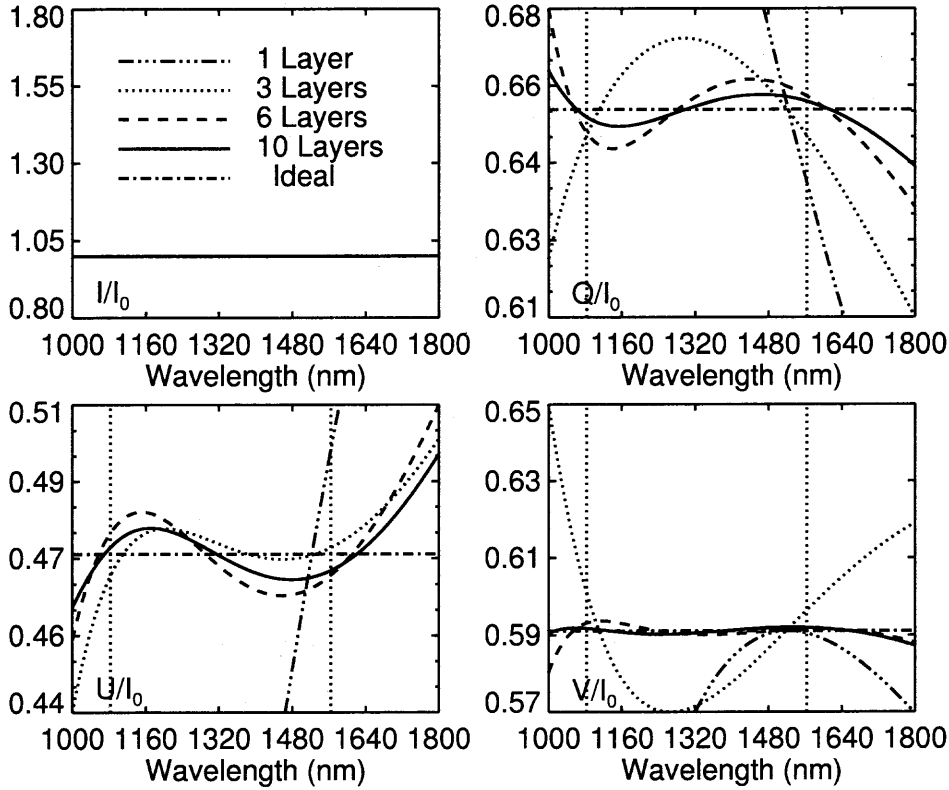 1.80
1.55
1.30
1.05
0.80
1 Layer
3 Layers
6 Layers
10 Layers
Ideal
I/I0
1000 1160 1320 1480 1640 1800
Wavelength (nm)
0.68
0.66
0.64
0.63
0.61
Q/I0
1000 1160 1320 1480 1640 1800
Wavelength (nm)
0.51
0.49
0.47
0.46
0.44
U/I0
1000 1160 1320 1480 1640 1800
Wavelength (nm)
0.65
0.63
0.61
0.59
0.57
V/I0
1000 1160 1320 1480 1640 1800
Wavelength (nm)